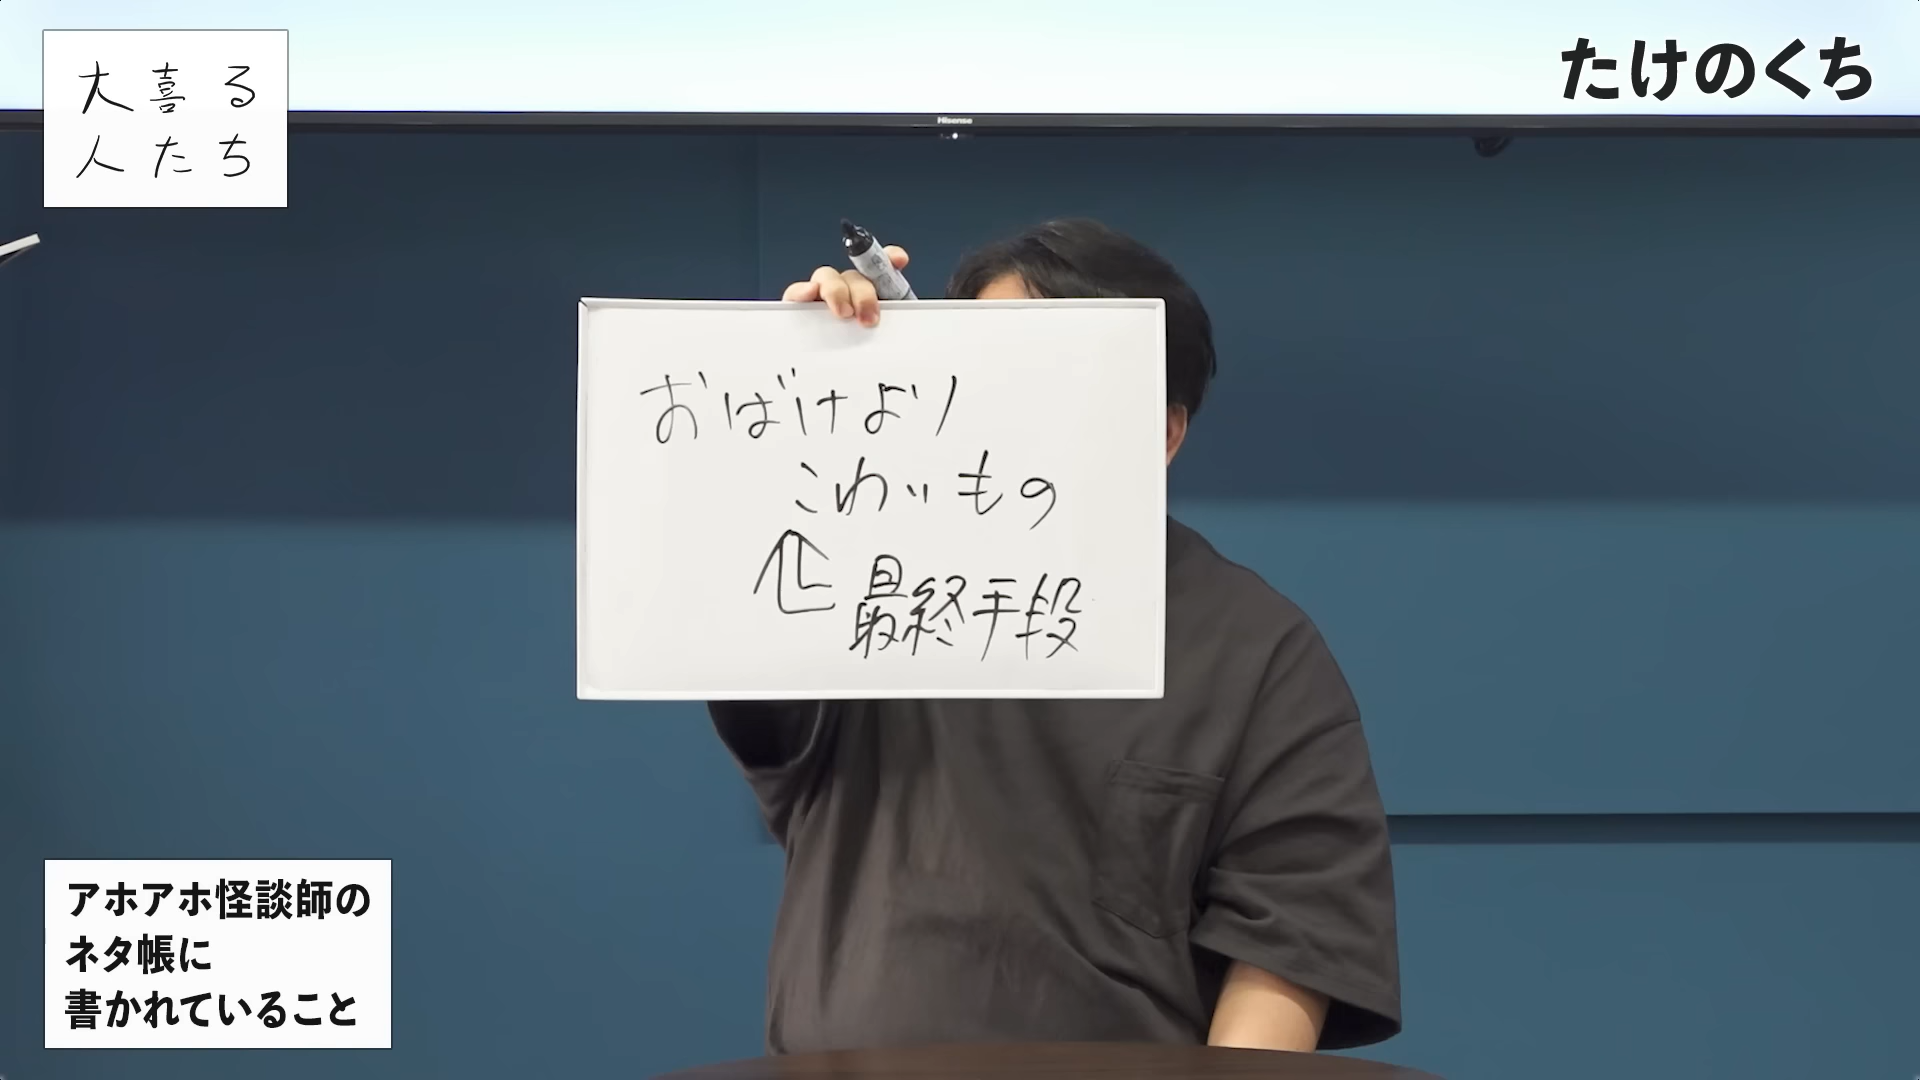 大喜る
人たち
たけのくち
Hisense
おばけより
こわいもの
最終手段
アホアホ怪談師の
ネタ帳に
書かれていること